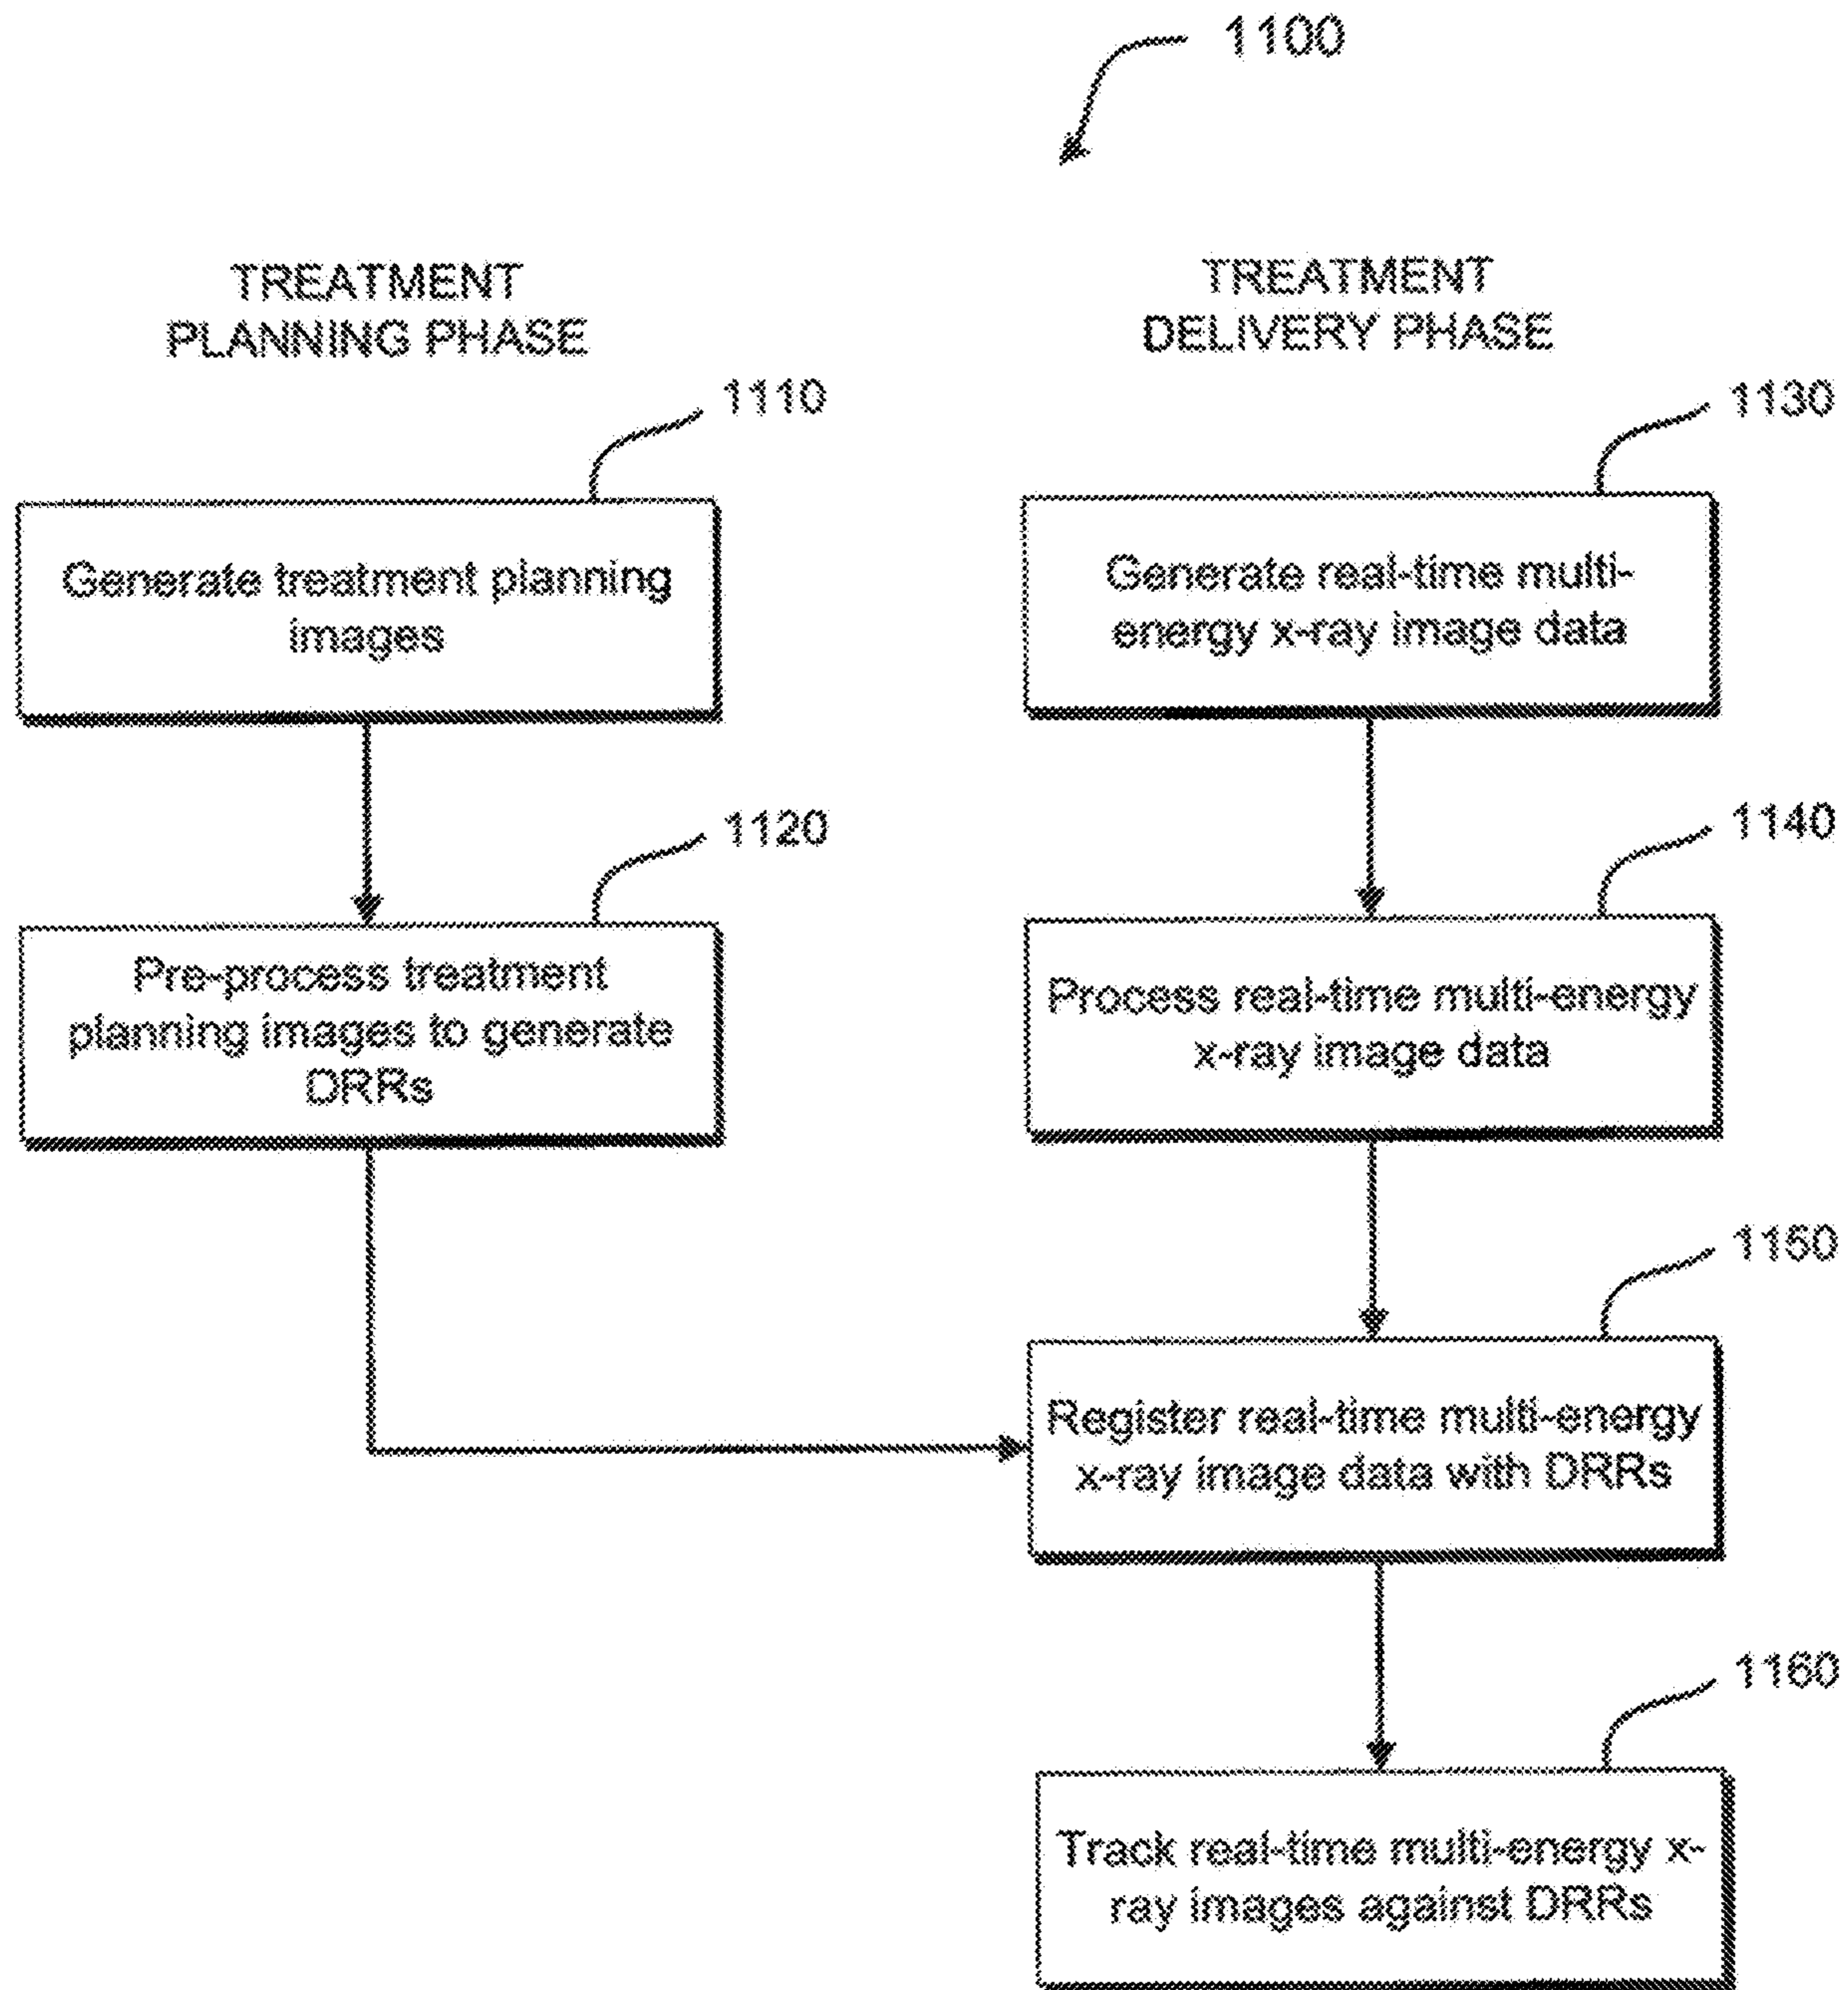 1100
TREATMENT
PLANNING PHASE
1110
Generate treatment planning
images
1120
Pre-process treatment
planning images to generate
DRRs
TREATMENT
DELIVERY PHASE
1130
Generate real-time multi-
energy x-ray image data
1140
Process real-time multi-energy
x-ray image data
1150
Register real-time multi-energy
x-ray image data with DRRs
1160
Track real-time multi-energy x-
ray images against DRRs